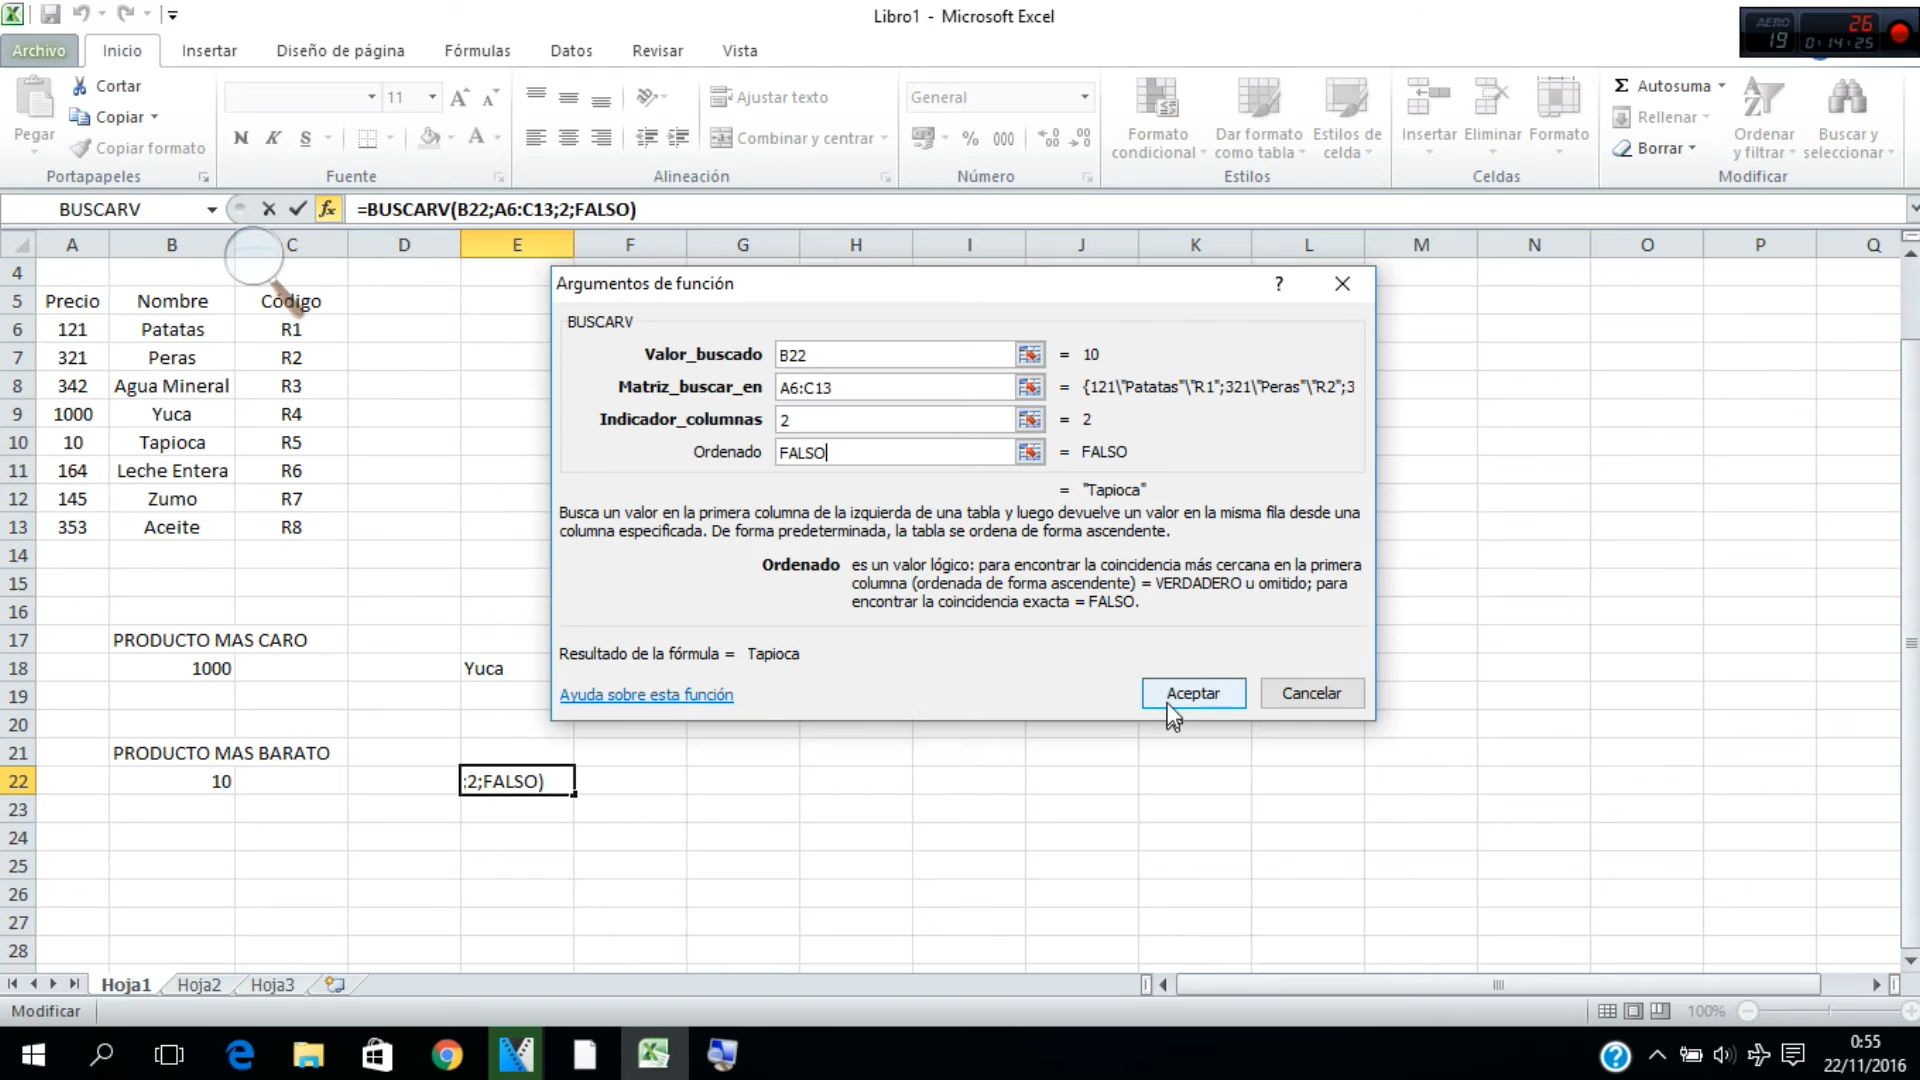 Libro1 - Microsoft Excel
AERO 19 26 0:14:25
Archivo Inicio Insertar Diseño de página Fórmulas Datos Revisar Vista
Pegar Cortar Copiar Copiar formato Portapapeles
11 N K S A Fuente
Ajustar texto Combinar y centrar Alineación
General % 000 Número
Formato condicional Dar formato como tabla Estilos de celda Estilos
Insertar Eliminar Formato Celdas
Σ Autosuma Rellenar Borrar Ordenar y filtrar Buscar y seleccionar Modificar
BUSCARV fx =BUSCARV(B22;A6:C13;2;FALSO)
A B C D E F G H I J K L M N O P Q
4
5 Precio Nombre Código
6 121 Patatas R1
7 321 Peras R2
8 342 Agua Mineral R3
9 1000 Yuca R4
10 10 Tapioca R5
11 164 Leche Entera R6
12 145 Zumo R7
13 353 Aceite R8
14
15
16
17 PRODUCTO MAS CARO
18 1000 Yuca
19
20
21 PRODUCTO MAS BARATO
22 10 ;2;FALSO)
23
24
25
26
27
28
Argumentos de función ?
BUSCARV
Valor_buscado B22 = 10
Matriz_buscar_en A6:C13 = {121\"Patatas"\"R1";321\"Peras"\"R2";3
Indicador_columnas 2 = 2
Ordenado FALSO = FALSO
= "Tapioca"
Busca un valor en la primera columna de la izquierda de una tabla y luego devuelve un valor en la misma fila desde una
columna especificada. De forma predeterminada, la tabla se ordena de forma ascendente.
Ordenado es un valor lógico: para encontrar la coincidencia más cercana en la primera
columna (ordenada de forma ascendente) = VERDADERO u omitido; para
encontrar la coincidencia exacta = FALSO.
Resultado de la fórmula = Tapioca
Ayuda sobre esta función Aceptar Cancelar
Hoja1 Hoja2 Hoja3
Modificar 100%
0:55
22/11/2016